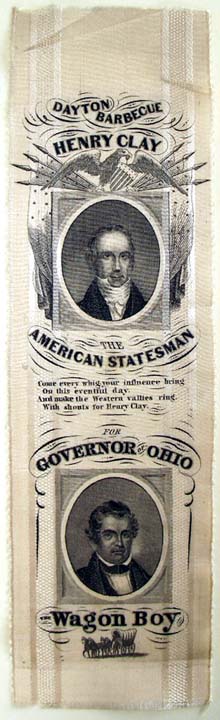 DAYTON
BARBECUE
HENRY CLAY
THE
AMERICAN STATESMAN
Come every whig, your influence bring
On this eventful day.
And make the Western vallies ring.
With shouts for Henry Clay.
FOR
GOVERNOR of OHIO
THE Wagon Boy